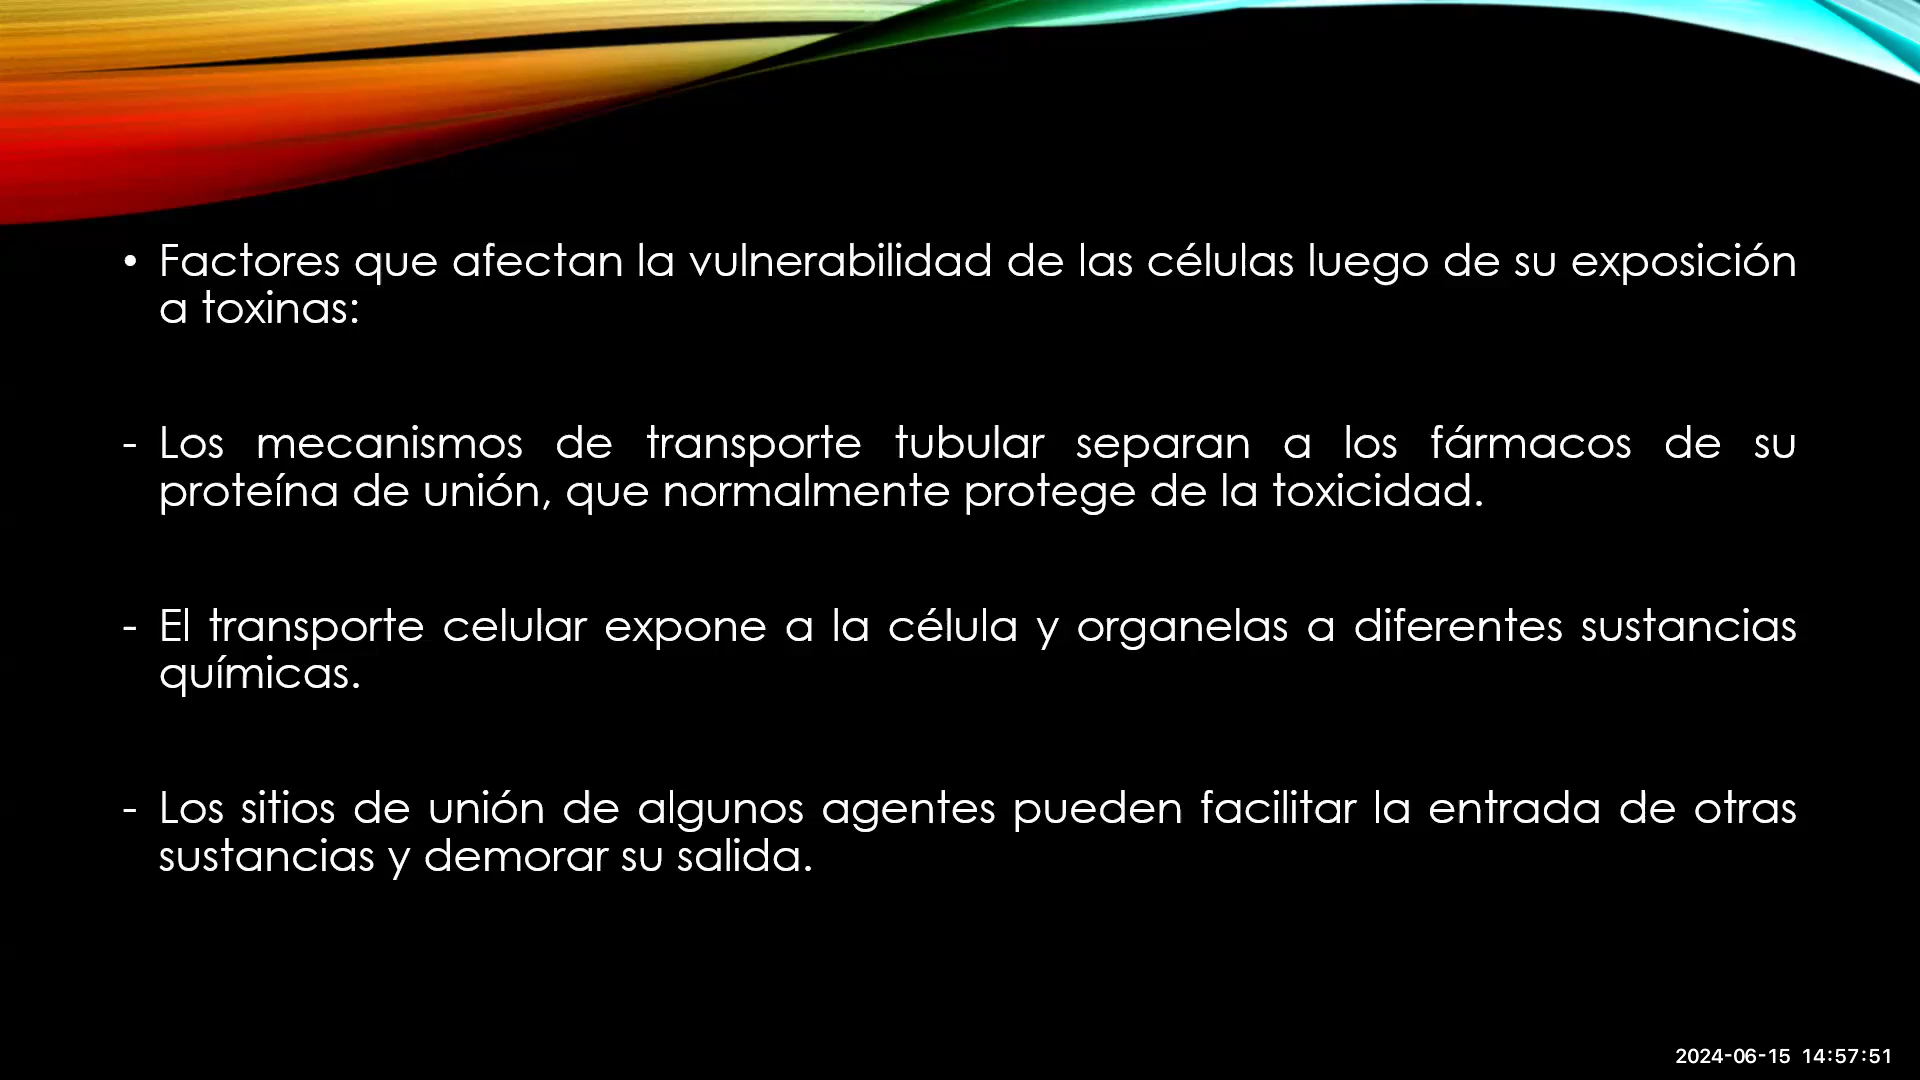 • Factores que afectan la vulnerabilidad de las células luego de su exposición
a toxinas:
- Los mecanismos de transporte tubular separan a los fármacos de su
proteína de unión, que normalmente protege de la toxicidad.
- El transporte celular expone a la célula y organelas a diferentes sustancias
químicas.
- Los sitios de unión de algunos agentes pueden facilitar la entrada de otras
sustancias y demorar su salida.
2024-06-15 14:57:51